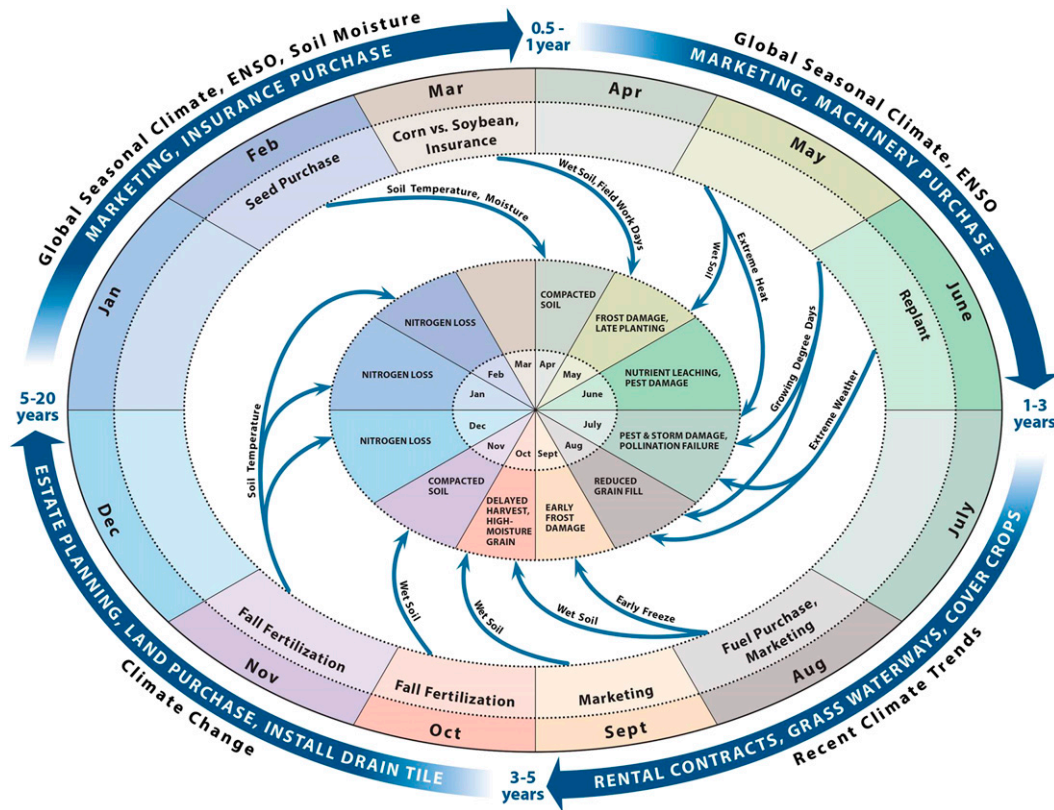 Global Seasonal Climate, ENSO, Soil Moisture
MARKETING, INSURANCE PURCHASE
0.5 -
1 year
Global Seasonal Climate, ENSO
MARKETING, MACHINERY PURCHASE
1-3
years
RENTAL CONTRACTS, GRASS WATERWAYS, COVER CROPS
Recent Climate Trends
3-5
years
ESTATE PLANNING, LAND PURCHASE, INSTALL DRAIN TILE
Climate Change
5-20
years
Jan
Feb
Mar
Apr
May
June
July
Aug
Sept
Oct
Nov
Dec
Seed Purchase
Corn vs. Soybean,
Insurance
Replant
Fuel Purchase,
Marketing
Marketing
Fall Fertilization
Fall Fertilization
Soil Temperature, Moisture
Wet Soil, Field Work Days
Wet Soil
Extreme Heat
Growing Degree Days
Extreme Weather
Early Freeze
Wet Soil
Wet Soil
Wet Soil
Soil Temperature
COMPACTED
SOIL
FROST DAMAGE,
LATE PLANTING
NUTRIENT LEACHING,
PEST DAMAGE
PEST & STORM DAMAGE,
POLLINATION FAILURE
REDUCED
GRAIN FILL
EARLY
FROST
DAMAGE
DELAYED
HARVEST,
HIGH-
MOISTURE
GRAIN
COMPACTED
SOIL
NITROGEN LOSS
NITROGEN LOSS
NITROGEN LOSS
Jan
Feb
Mar
Apr
May
June
July
Aug
Sept
Oct
Nov
Dec